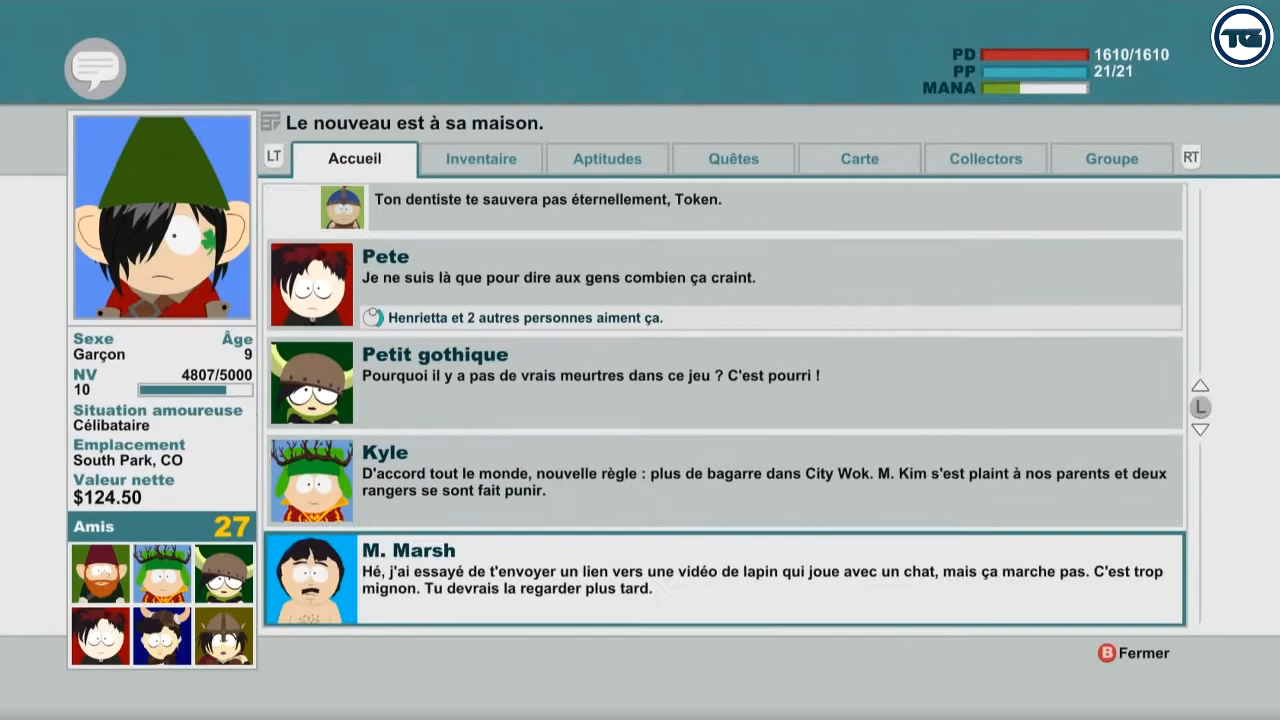 TG
PD 1610/1610
PP 21/21
MANA
Le nouveau est à sa maison.
LT Accueil Inventaire Aptitudes Quêtes Carte Collectors Groupe RT
Ton dentiste te sauvera pas éternellement, Token.
Pete
Je ne suis là que pour dire aux gens combien ça craint.
Henrietta et 2 autres personnes aiment ça.
Petit gothique
Pourquoi il y a pas de vrais meurtres dans ce jeu ? C'est pourri !
Kyle
D'accord tout le monde, nouvelle règle : plus de bagarre dans City Wok. M. Kim s'est plaint à nos parents et deux
rangers se sont fait punir.
M. Marsh
Hé, j'ai essayé de t'envoyer un lien vers une vidéo de lapin qui joue avec un chat, mais ça marche pas. C'est trop
mignon. Tu devrais la regarder plus tard.
Sexe Âge
Garçon 9
NV 4807/5000
10
Situation amoureuse
Célibataire
Emplacement
South Park, CO
Valeur nette
$124.50
Amis 27
L
B Fermer